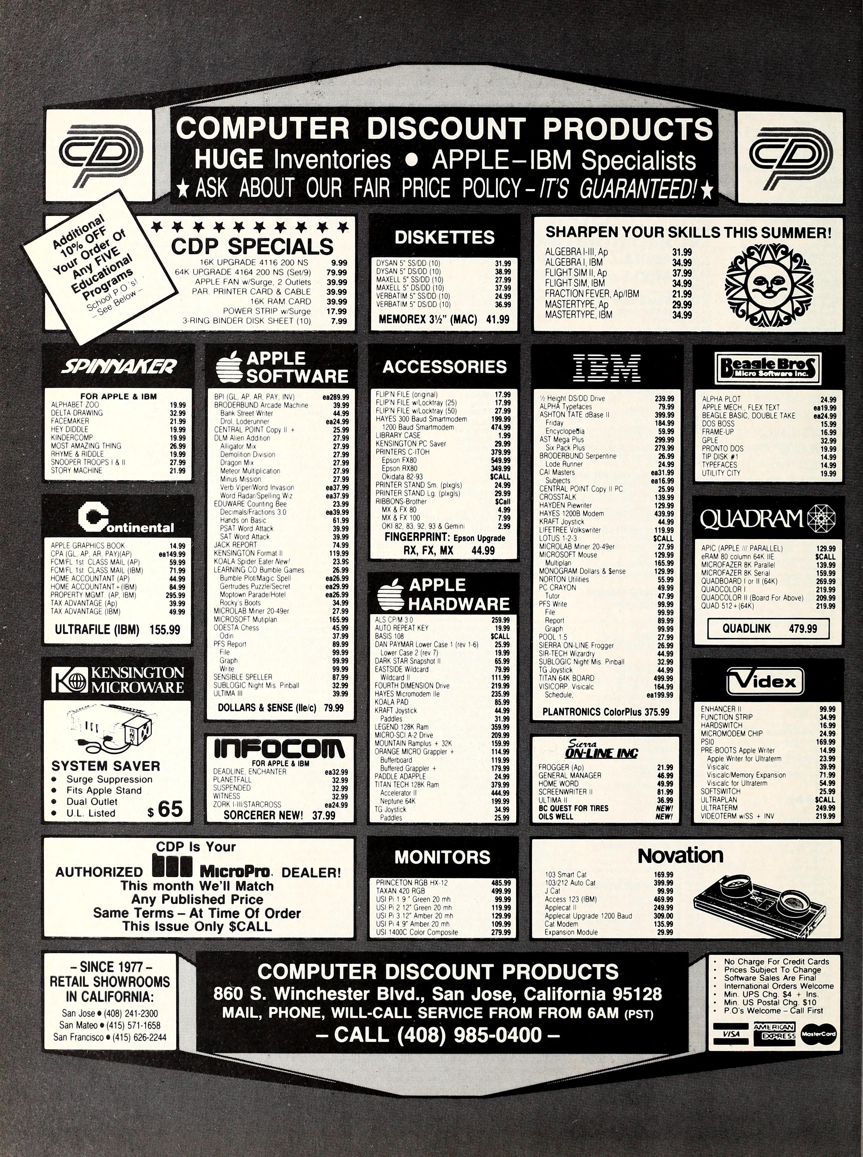 COMPUTER DISCOUNT PRODUCTS
HUGE Inventories ● APPLE–IBM Specialists
★ ASK ABOUT OUR FAIR PRICE POLICY – IT'S GUARANTEED! ★
Additional
10% OFF
Your Order Of
Any FIVE
Educational
Programs
School P.O.'s!
– See Below –
CDP SPECIALS
16K UPGRADE 4116 200 NS 9.99
64K UPGRADE 4164 200 NS (Set/9) 79.99
APPLE FAN w/Surge, 2 Outlets 39.99
PAR. PRINTER CARD & CABLE 39.99
16K RAM CARD 39.99
POWER STRIP w/Surge 17.99
3-RING BINDER DISK SHEET (10) 7.99
DISKETTES
DYSAN 5" SS/DD (10) 31.99
DYSAN 5" DS/DD (10) 38.99
MAXELL 5" SS/DD (10) 27.99
MAXELL 5" DS/DD (10) 37.99
VERBATIM 5" SS/DD (10) 24.99
VERBATIM 5" DS/DD (10) 36.99
MEMOREX 3½" (MAC) 41.99
SHARPEN YOUR SKILLS THIS SUMMER!
ALGEBRA I-III, Ap 31.99
ALGEBRA I, IBM 34.99
FLIGHT SIM II, Ap 37.99
FLIGHT SIM, IBM 34.99
FRACTION FEVER, Ap/IBM 21.99
MASTERTYPE, Ap 29.99
MASTERTYPE, IBM 34.99
SPINNAKER
FOR APPLE & IBM
ALPHABET ZOO 19.99
DELTA DRAWING 32.99
FACEMAKER 21.99
HEY DIDDLE 19.99
KINDERCOMP 19.99
MOST AMAZING THING 26.99
RHYME & RIDDLE 19.99
SNOOPER TROOPS I & II 27.99
STORY MACHINE 21.99
Continental
APPLE GRAPHICS BOOK 14.99
CPA (GL, AP, AR, PAY)(AP) ea149.99
FCM/FL 1st CLASS MAIL (AP) 59.99
FCM/FL 1st CLASS MAIL (IBM) 71.99
HOME ACCOUNTANT (AP) 44.99
HOME ACCOUNTANT+(IBM) 84.99
PROPERTY MGMT. (AP, IBM) 295.99
TAX ADVANTAGE (Ap) 39.99
TAX ADVANTAGE (IBM) 49.99
ULTRAFILE (IBM) 155.99
KENSINGTON
MICROWARE
SYSTEM SAVER
● Surge Suppression
● Fits Apple Stand
● Dual Outlet
● U.L. Listed
$65
APPLE
SOFTWARE
BPI (GL, AP, AR, PAY, INV) ea289.99
BRODERBUND Arcade Machine 39.99
Bank Street Writer 44.99
Drol, Loderunner ea24.99
CENTRAL POINT Copy II + 25.99
DLM Alien Addition 27.99
Alligator Mix 27.99
Demolition Division 27.99
Dragon Mix 27.99
Meteor Multiplication 27.99
Minus Mission 27.99
Verb Viper/Word Invasion ea37.99
Word Radar/Spelling Wiz ea37.99
EDUWARE Counting Bee 23.99
Decimals/Fractions 3.0 ea39.99
Hands on Basic 61.99
PSAT Word Attack 39.99
SAT Word Attack 39.99
JACK REPORT 74.99
KENSINGTON Format II 119.99
KOALA Spider Eater New! 23.95
LEARNING CO Bumble Games 26.99
Bumble Plot/Magic Spell ea26.99
Gertrudes Puzzle/Secret ea29.99
Moptown Parade/Hotel ea26.99
Rocky's Boots 34.99
MICROLAB Miner 20-49er 27.99
MICROSOFT Mutiplan 165.99
ODESTA Chess 45.99
Odin 37.99
PFS Report 89.99
File 99.99
Graph 99.99
Write 99.99
SENSIBLE SPELLER 87.99
SUBLOGIC Night Mis. Pinball 32.99
ULTIMA III 39.99
DOLLARS & $ENSE (IIe/c) 79.99
INFOCOM
FOR APPLE & IBM
DEADLINE, ENCHANTER ea32.99
PLANETFALL 32.99
SUSPENDED 32.99
WITNESS 32.99
ZORK I-III/STARCROSS ea24.99
SORCERER NEW! 37.99
ACCESSORIES
FLIP'N FILE (original) 17.99
FLIP'N FILE w/Locktray (25) 17.99
FLIP'N FILE w/Locktray (50) 27.99
HAYES 300 Baud Smartmodem 199.99
1200 Baud Smartmodem 474.99
LIBRARY CASE 1.99
KENSINGTON PC Saver 29.99
PRINTERS C-ITOH 379.99
Epson FX80 549.99
Epson RX80 349.99
Okidata 82-93 $CALL
PRINTER STAND Sm. (plxgls) 24.99
PRINTER STAND Lg. (plxgls) 29.99
RIBBONS-Brother $Call
MX & FX 80 4.99
MX & FX 100 7.99
OKI 82, 83, 92, 93 & Gemini 2.99
FINGERPRINT: Epson Upgrade
RX, FX, MX 44.99
APPLE
HARDWARE
ALS CP/M 3.0 259.99
AUTO REPEAT KEY 19.99
BASIS 108 $CALL
DAN PAYMAR Lower Case 1 (rev 1-6) 25.99
Lower Case 2 (rev 7) 19.99
DARK STAR Snapshot II 65.99
EASTSIDE Wildcard 79.99
Wildcard II 111.99
FOURTH DIMENSION Drive 219.99
HAYES Micromodem IIe 235.99
KOALA PAD 85.99
KRAFT Joystick 44.99
Paddles 31.99
LEGEND 128K Ram 359.99
MICRO-SCI A-2 Drive 209.99
MOUNTAIN Ramplus + 32K 159.99
ORANGE MICRO Grappler + 114.99
Bufferboard 119.99
Buffered Grappler + 179.99
PADDLE ADAPPLE 24.99
TITAN TECH 128K Ram 379.99
Accelerator II 444.99
Neptune 64K 199.99
TG Joystick 34.99
Paddles 25.99
IBM
½ Height DS/DD Drive 239.99
ALPHA Typefaces 79.99
ASHTON TATE dBase II 399.99
Friday 184.99
Encyclopedia 59.99
AST Mega Plus 299.99
Six Pack Plus 279.99
BRODERBUND Serpentine 26.99
Lode Runner 24.99
CAI Masters ea31.99
Subjects ea16.99
CENTRAL POINT Copy II PC 25.99
CROSSTALK 139.99
HAYDEN Piewriter 129.99
HAYES 1200B Modem 439.99
KRAFT Joystick 44.99
LIFETREE Volkswriter 119.99
LOTUS 1-2-3 $CALL
MICROLAB Miner 20-49er 27.99
MICROSOFT Mouse 129.99
Multiplan 165.99
MONOGRAM Dollars & $ense 129.99
NORTON Utilities 55.99
PC CRAYON 49.99
Tutor 47.99
PFS Write 99.99
File 99.99
Report 89.99
Graph 99.99
POOL 1.5 27.99
SIERRA ON-LINE Frogger 26.99
SIR-TECH Wizardry 44.99
SUBLOGIC Night Mis. Pinball 32.99
TG Joystick 44.99
TITAN 64K BOARD 499.99
VISICORP Visicalc 164.99
Schedule. ea199.99
PLANTRONICS ColorPlus 375.99
Sierra
ON-LINE INC
FROGGER (Ap) 21.99
GENERAL MANAGER 46.99
HOME WORD 49.99
SCREENWRITER II 81.99
ULTIMA II 36.99
BC QUEST FOR TIRES NEW!
OILS WELL NEW!
Beagle Bros
Micro Software Inc.
ALPHA PLOT 24.99
APPLE MECH. FLEX TEXT ea19.99
BEAGLE BASIC, DOUBLE TAKE ea24.99
DOS BOSS 15.99
FRAME-UP 16.99
GPLE 32.99
PRONTO DOS 19.99
TIP DISK #1 14.99
TYPEFACES 14.99
UTILITY CITY 19.99
QUADRAM
APIC (APPLE /// PARALLEL) 129.99
eRAM 80 column 64K IIE $CALL
MICROFAZER 8K Parallel 139.99
MICROFAZER 8K Serial 159.99
QUADBOARD I or II (64K) 269.99
QUADCOLOR I 219.99
QUADCOLOR II (Board For Above) 209.99
QUAD 512+(64K) 219.99
QUADLINK 479.99
Videx
ENHANCER II 99.99
FUNCTION STRIP 34.99
HARDSWITCH 16.99
MICROMODEM CHIP 24.99
PSIO 169.99
PRE-BOOTS Apple Writer 14.99
Apple Writer for Ultraterm 23.99
Visicalc 39.99
Visicalc/Memory Expansion 71.99
Visicalc for Ultraterm 54.99
SOFTSWITCH 25.99
ULTRAPLAN $CALL
ULTRATERM 249.99
VIDEOTERM w/SS + INV 219.99
CDP Is Your
AUTHORIZED MicroPro. DEALER!
This month We'll Match
Any Published Price
Same Terms – At Time Of Order
This Issue Only $CALL
MONITORS
PRINCETON RGB HX-12 485.99
TAXAN 420 RGB 499.99
USI Pi 1 9" Green 20 mh 99.99
USI Pi 2 12" Green 20 mh 119.99
USI Pi 3 12" Amber 20 mh 129.99
USI Pi 4 9" Amber 20 mh 109.99
USI 1400C Color Composite 279.99
Novation
103 Smart Cat 169.99
103/212 Auto Cat 399.99
J Cat 99.99
Access 123 (IBM) 469.99
Applecat II 249.99
Applecat Upgrade 1200 Baud 309.00
Cat Modem 135.99
Expansion Module 29.99
– SINCE 1977 –
RETAIL SHOWROOMS
IN CALIFORNIA:
San Jose ● (408) 241-2300
San Mateo ● (415) 571-1658
San Francisco ● (415) 626-2244
COMPUTER DISCOUNT PRODUCTS
860 S. Winchester Blvd., San Jose, California 95128
MAIL, PHONE, WILL-CALL SERVICE FROM FROM 6AM (PST)
– CALL (408) 985-0400 –
• No Charge For Credit Cards
• Prices Subject To Change
• Software Sales Are Final
• International Orders Welcome
• Min. UPS Chg. $4 + Ins.
• Min. US Postal Chg. $10
• P.O's Welcome – Call First
VISA
AMERICAN
EXPRESS
MasterCard